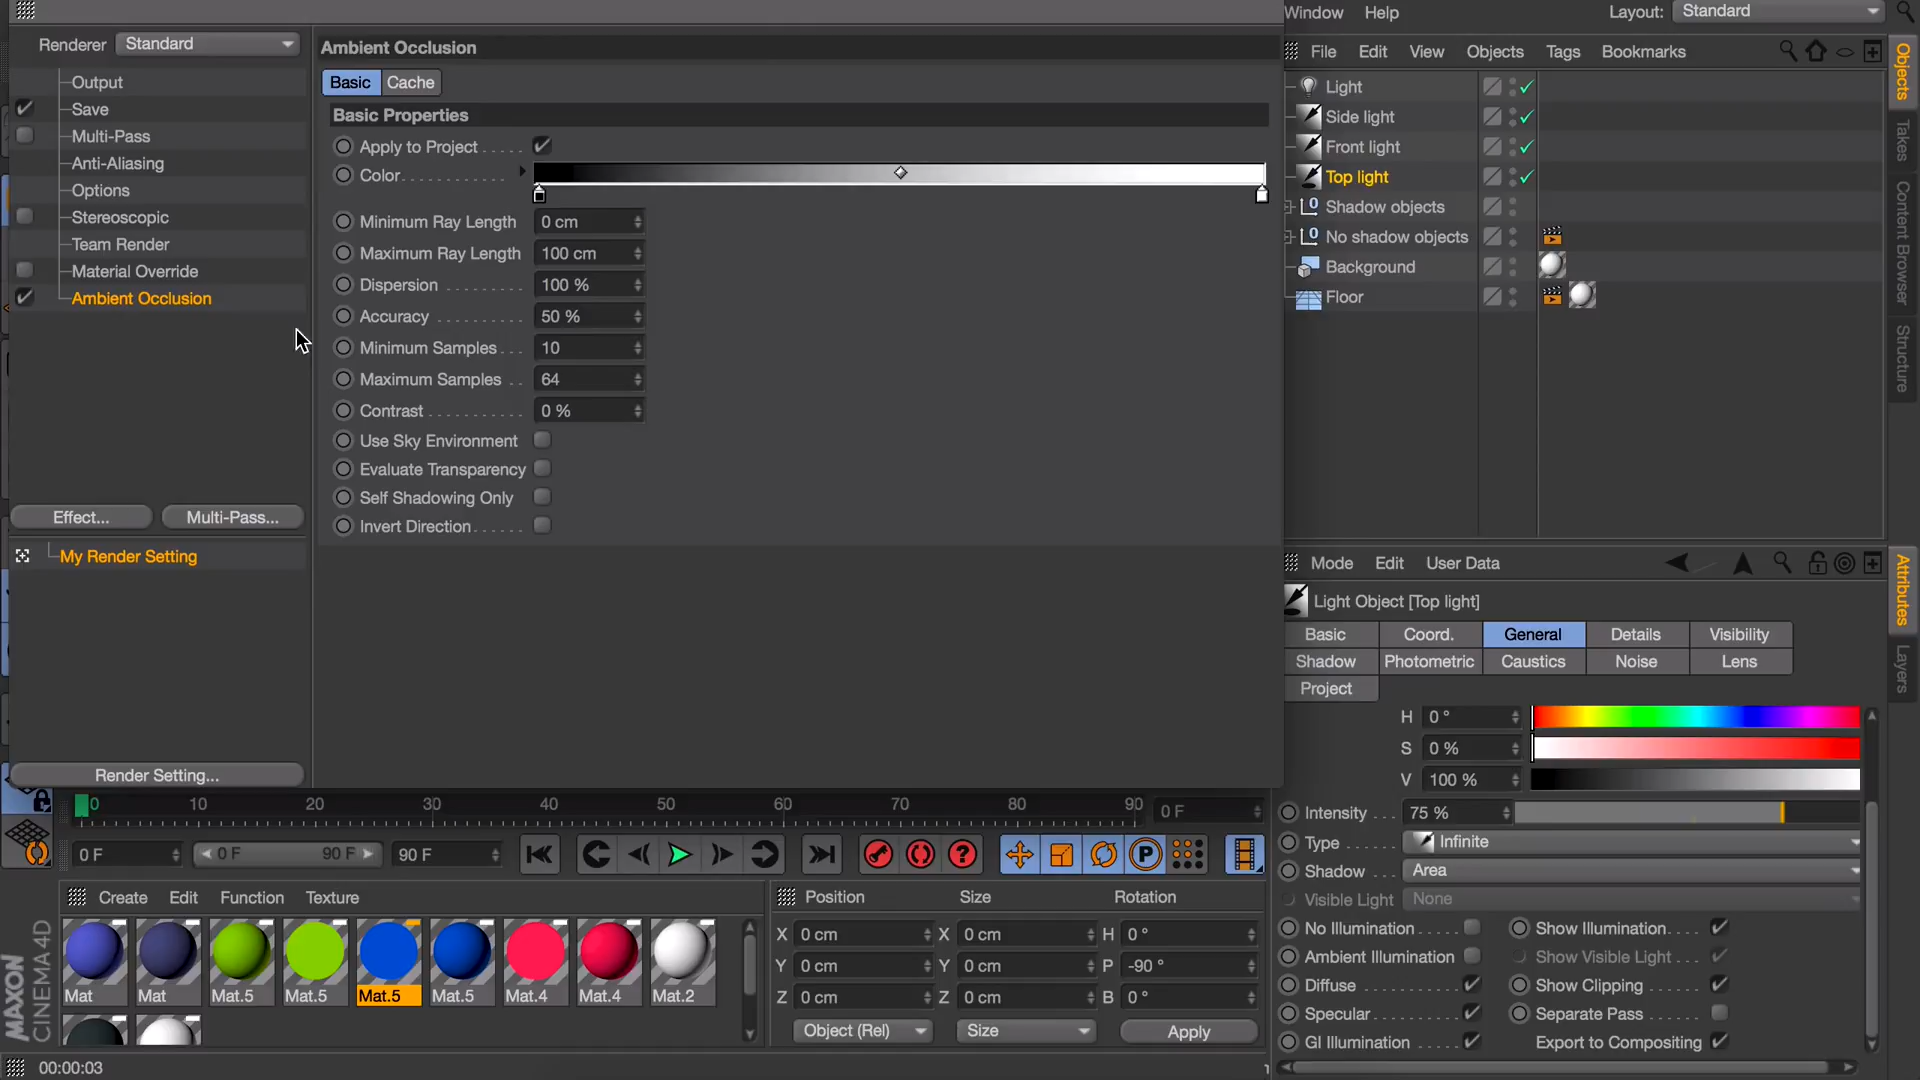 Renderer Standard
Output
Save
Multi-Pass
Anti-Aliasing
Options
Stereoscopic
Team Render
Material Override
Ambient Occlusion
Effect... Multi-Pass...
My Render Setting
Render Setting...
Ambient Occlusion
Basic Cache
Basic Properties
Apply to Project . . . . .
Color . . . . . . . . . . .
Minimum Ray Length 0 cm
Maximum Ray Length 100 cm
Dispersion . . . . . . . . 100 %
Accuracy . . . . . . . . . 50 %
Minimum Samples . . . 10
Maximum Samples . . 64
Contrast . . . . . . . . . . 0 %
Use Sky Environment
Evaluate Transparency
Self Shadowing Only
Invert Direction . . . . . .
Window Help Layout: Standard
File Edit View Objects Tags Bookmarks
Light
Side light
Front light
Top light
Shadow objects
No shadow objects
Background
Floor
Objects
Takes
Content Browser
Structure
Mode Edit User Data
Light Object [Top light]
Basic Coord. General Details Visibility
Shadow Photometric Caustics Noise Lens
Project
H 0 °
S 0 %
V 100 %
Intensity . . . 75 %
Type . . . . . . Infinite
Shadow . . . Area
Visible Light None
No Illumination . . . . . Show Illumination. . . .
Ambient Illumination Show Visible Light . . .
Diffuse . . . . . . . . . . . Show Clipping . . . . . .
Specular . . . . . . . . . . Separate Pass . . . . . .
GI Illumination . . . . . Export to Compositing
Attributes
Layers
0 10 20 30 40 50 60 70 80 90 0 F
0 F 0 F 90 F 90 F
Create Edit Function Texture
Mat Mat Mat.5 Mat.5 Mat.5 Mat.5 Mat.4 Mat.4 Mat.2
MAXON
CINEMA 4D
Position Size Rotation
X 0 cm X 0 cm H 0 °
Y 0 cm Y 0 cm P -90 °
Z 0 cm Z 0 cm B 0 °
Object (Rel) Size Apply
00:00:03